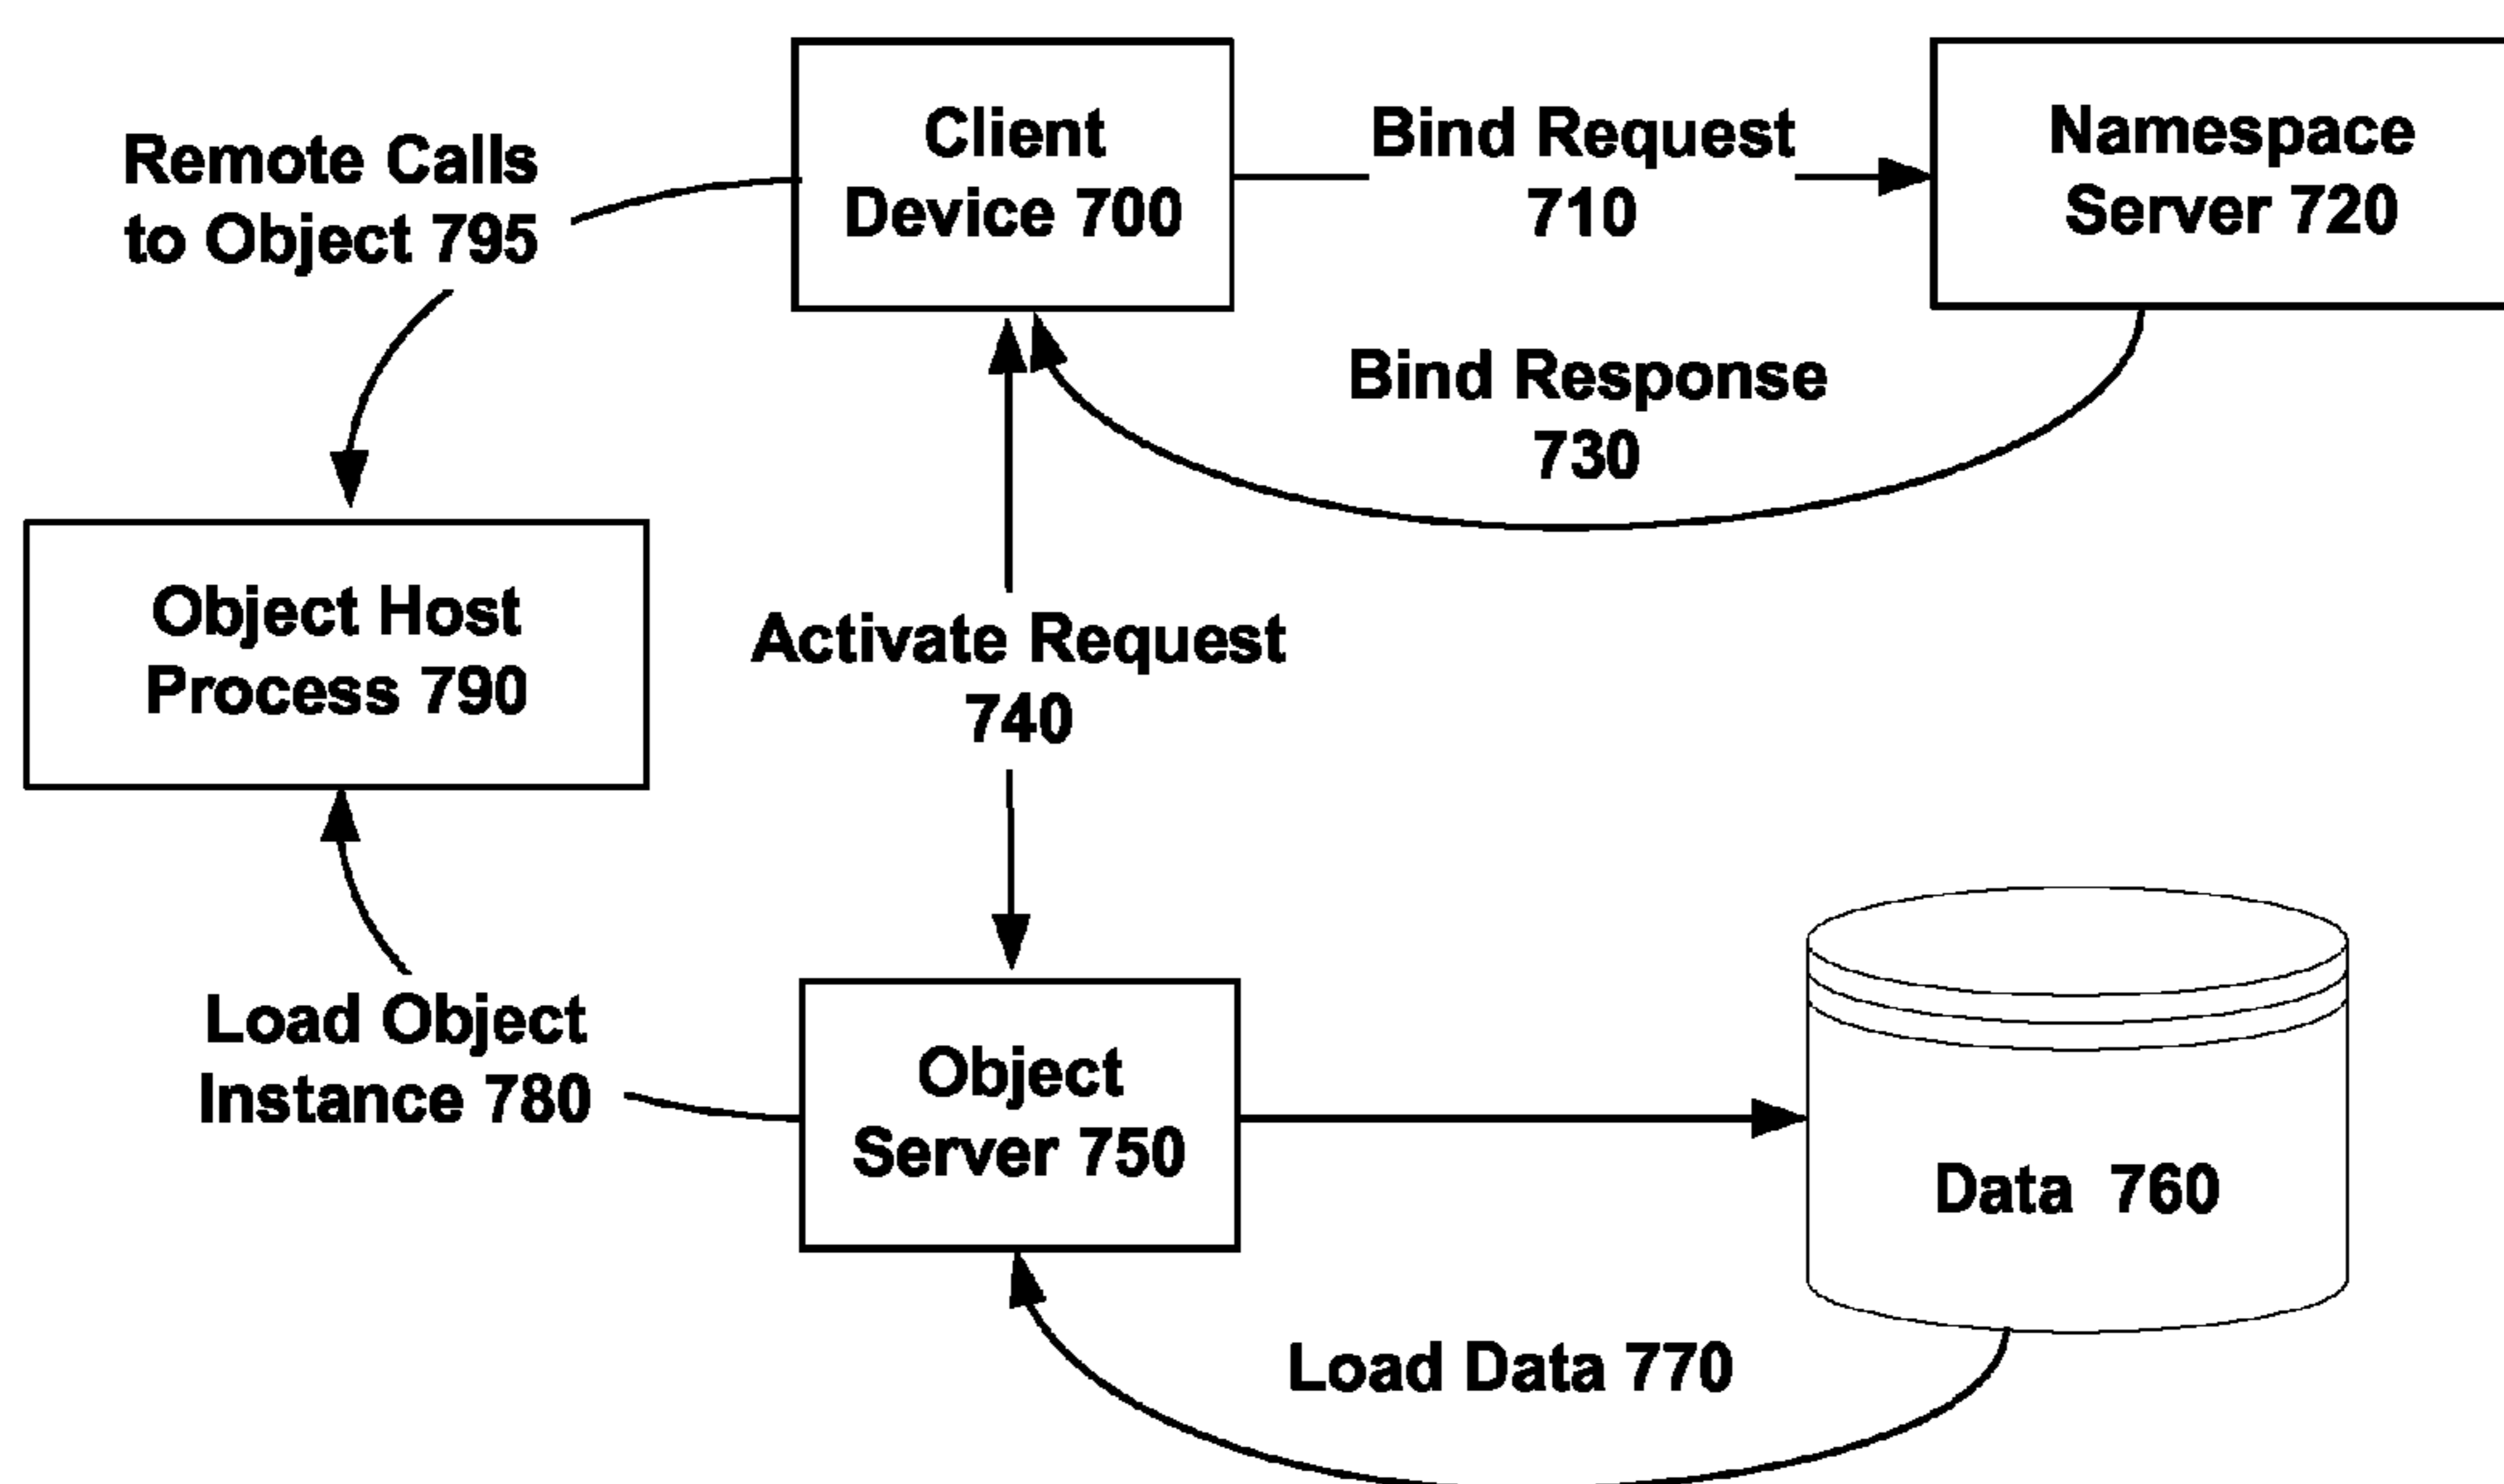 Client
Device 700
Bind Request
710
Namespace
Server 720
Remote Calls
to Object 795
Bind Response
730
Object Host
Process 790
Activate Request
740
Load Object
Instance 780
Object
Server 750
Data 760
Load Data 770